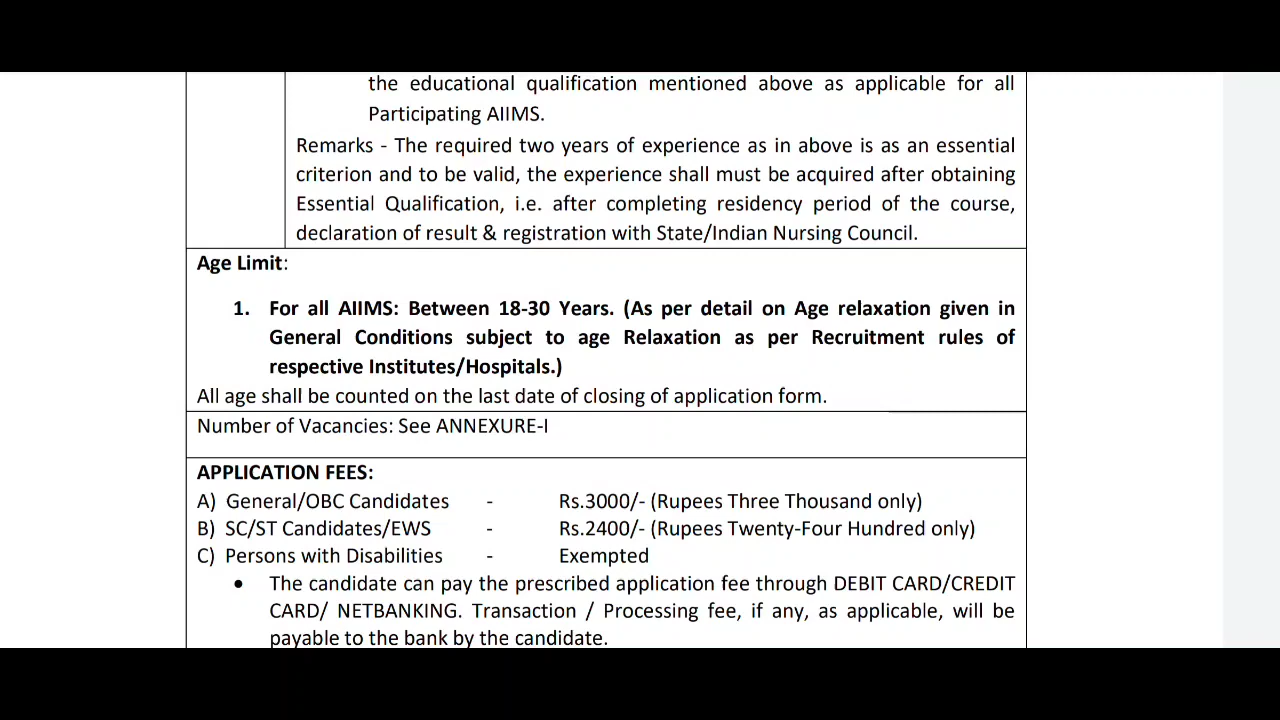 the educational qualification mentioned above as applicable for all
Participating AIIMS.
Remarks - The required two years of experience as in above is as an essential
criterion and to be valid, the experience shall must be acquired after obtaining
Essential Qualification, i.e. after completing residency period of the course,
declaration of result & registration with State/Indian Nursing Council.
Age Limit:
1. For all AIIMS: Between 18-30 Years. (As per detail on Age relaxation given in
General Conditions subject to age Relaxation as per Recruitment rules of
respective Institutes/Hospitals.)
All age shall be counted on the last date of closing of application form.
Number of Vacancies: See ANNEXURE-I
APPLICATION FEES:
A) General/OBC Candidates - Rs.3000/- (Rupees Three Thousand only)
B) SC/ST Candidates/EWS - Rs.2400/- (Rupees Twenty-Four Hundred only)
C) Persons with Disabilities - Exempted
• The candidate can pay the prescribed application fee through DEBIT CARD/CREDIT
CARD/ NETBANKING. Transaction / Processing fee, if any, as applicable, will be
payable to the bank by the candidate.